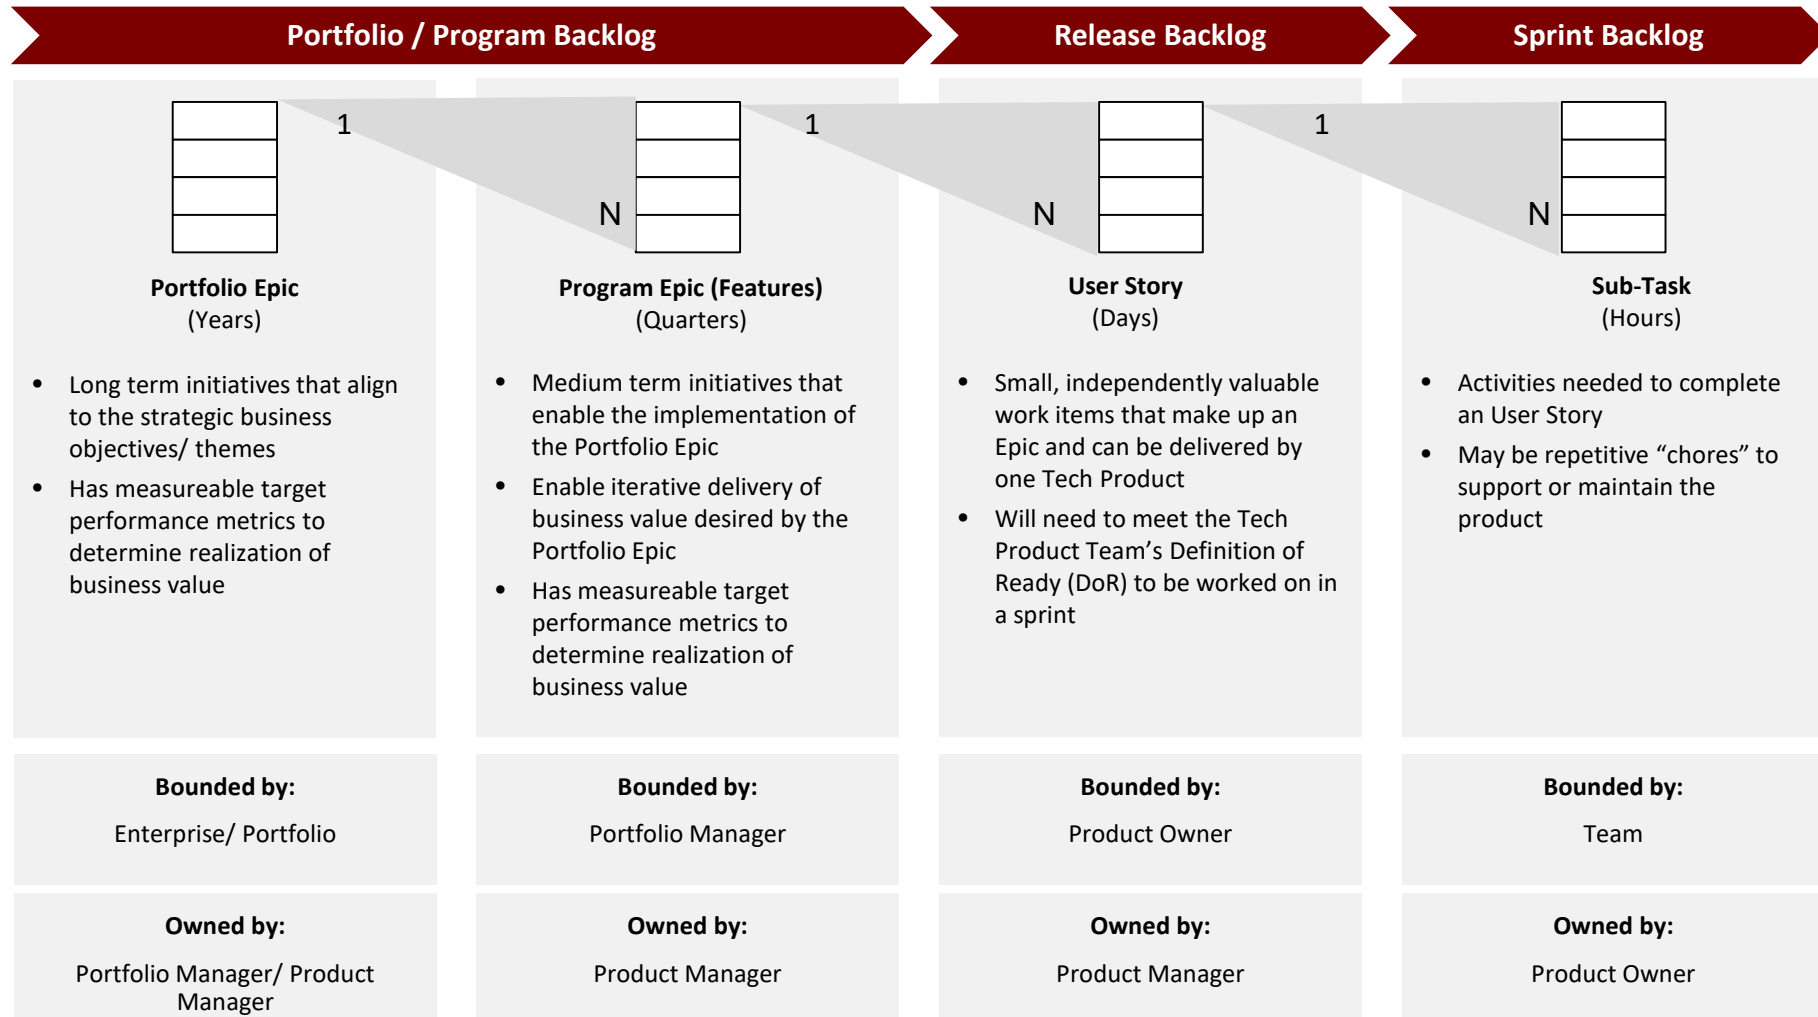 Portfolio / Program Backlog
Release Backlog
Sprint Backlog
1
N
1
N
1
N
Portfolio Epic
(Years)
• Long term initiatives that align
to the strategic business
objectives/ themes
• Has measureable target
performance metrics to
determine realization of
business value
Program Epic (Features)
(Quarters)
• Medium term initiatives that
enable the implementation of
the Portfolio Epic
• Enable iterative delivery of
business value desired by the
Portfolio Epic
• Has measureable target
performance metrics to
determine realization of
business value
User Story
(Days)
• Small, independently valuable
work items that make up an
Epic and can be delivered by
one Tech Product
• Will need to meet the Tech
Product Team’s Definition of
Ready (DoR) to be worked on in
a sprint
Sub-Task
(Hours)
• Activities needed to complete
an User Story
• May be repetitive “chores” to
support or maintain the
product
Bounded by:
Enterprise/ Portfolio
Bounded by:
Portfolio Manager
Bounded by:
Product Owner
Bounded by:
Team
Owned by:
Portfolio Manager/ Product
Manager
Owned by:
Product Manager
Owned by:
Product Manager
Owned by:
Product Owner